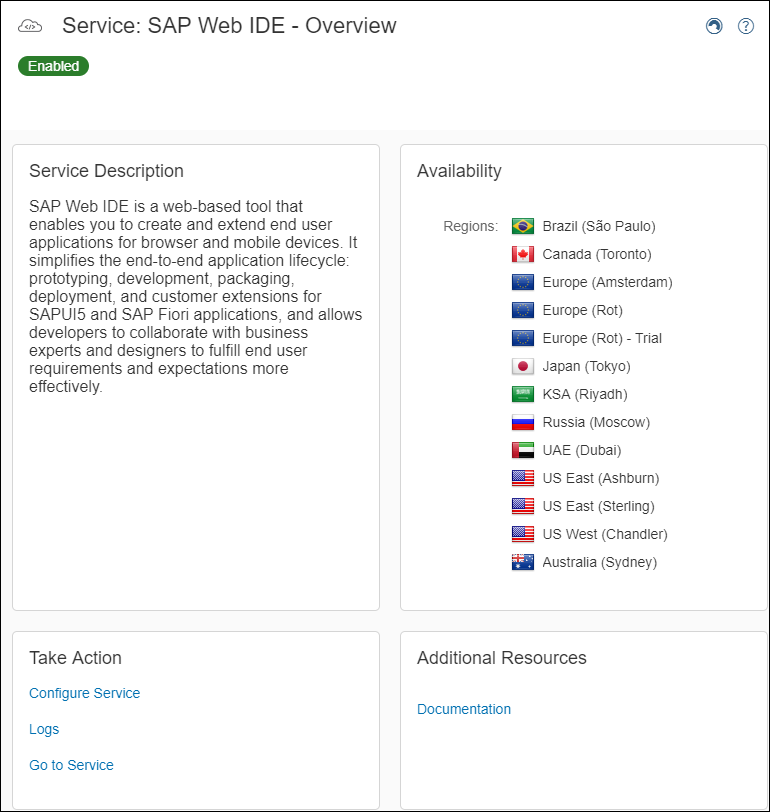 Service: SAP Web IDE - Overview
Enabled
Service Description
SAP Web IDE is a web-based tool that
enables you to create and extend end user
applications for browser and mobile devices. It
simplifies the end-to-end application lifecycle:
prototyping, development, packaging,
deployment, and customer extensions for
SAPUI5 and SAP Fiori applications, and allows
developers to collaborate with business
experts and designers to fulfill end user
requirements and expectations more
effectively.
Availability
Regions: Brazil (São Paulo)
Canada (Toronto)
Europe (Amsterdam)
Europe (Rot)
Europe (Rot) - Trial
Japan (Tokyo)
KSA (Riyadh)
Russia (Moscow)
UAE (Dubai)
US East (Ashburn)
US East (Sterling)
US West (Chandler)
Australia (Sydney)
Take Action
Configure Service
Logs
Go to Service
Additional Resources
Documentation